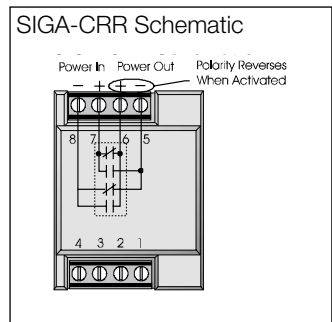 SIGA-CRR Schematic
Power In Power Out Polarity Reverses
When Activated
− + + −
8 7 6 5
4 3 2 1